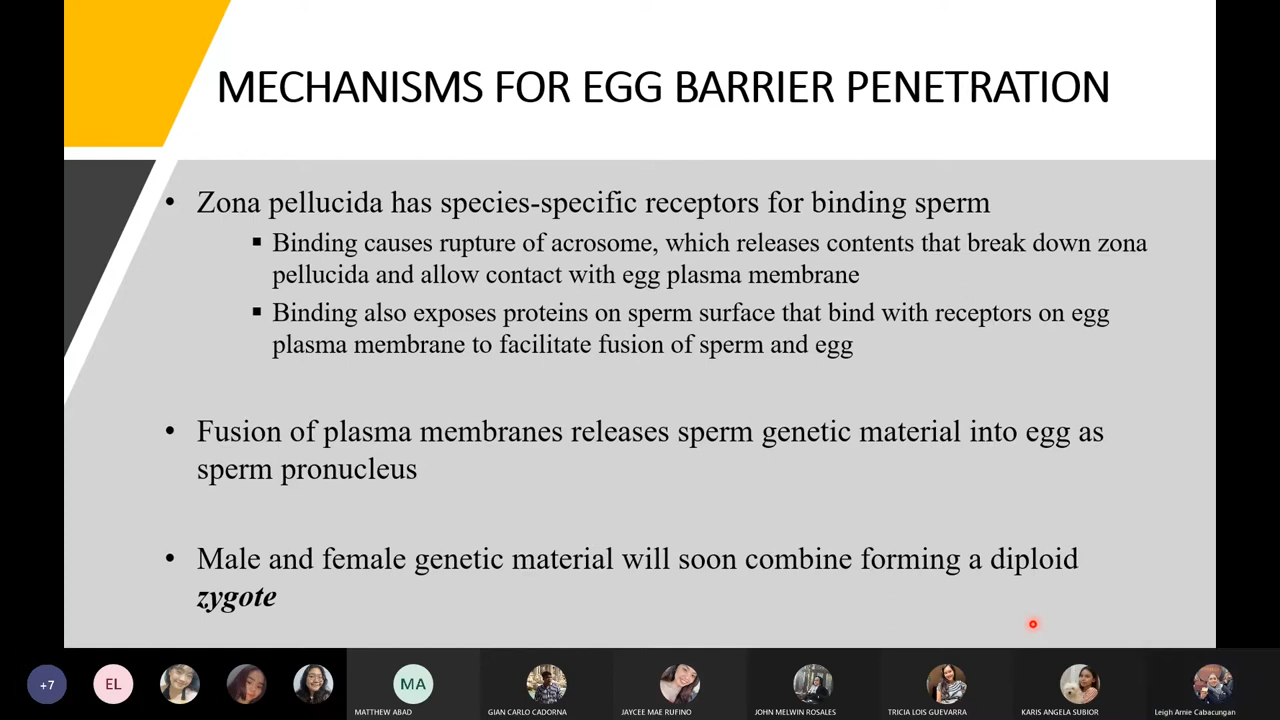 MECHANISMS FOR EGG BARRIER PENETRATION
• Zona pellucida has species-specific receptors for binding sperm
▪ Binding causes rupture of acrosome, which releases contents that break down zona
pellucida and allow contact with egg plasma membrane
▪ Binding also exposes proteins on sperm surface that bind with receptors on egg
plasma membrane to facilitate fusion of sperm and egg
• Fusion of plasma membranes releases sperm genetic material into egg as
sperm pronucleus
• Male and female genetic material will soon combine forming a diploid
zygote
+7
EL
MA
MATTHEW ABAD
GIAN CARLO CADORNA
JAYCEE MAE RUFINO
JOHN MELWIN ROSALES
TRICIA LOIS GUEVARRA
KARIS ANGELA SUBIOR
Leigh Arnie Cabacungan